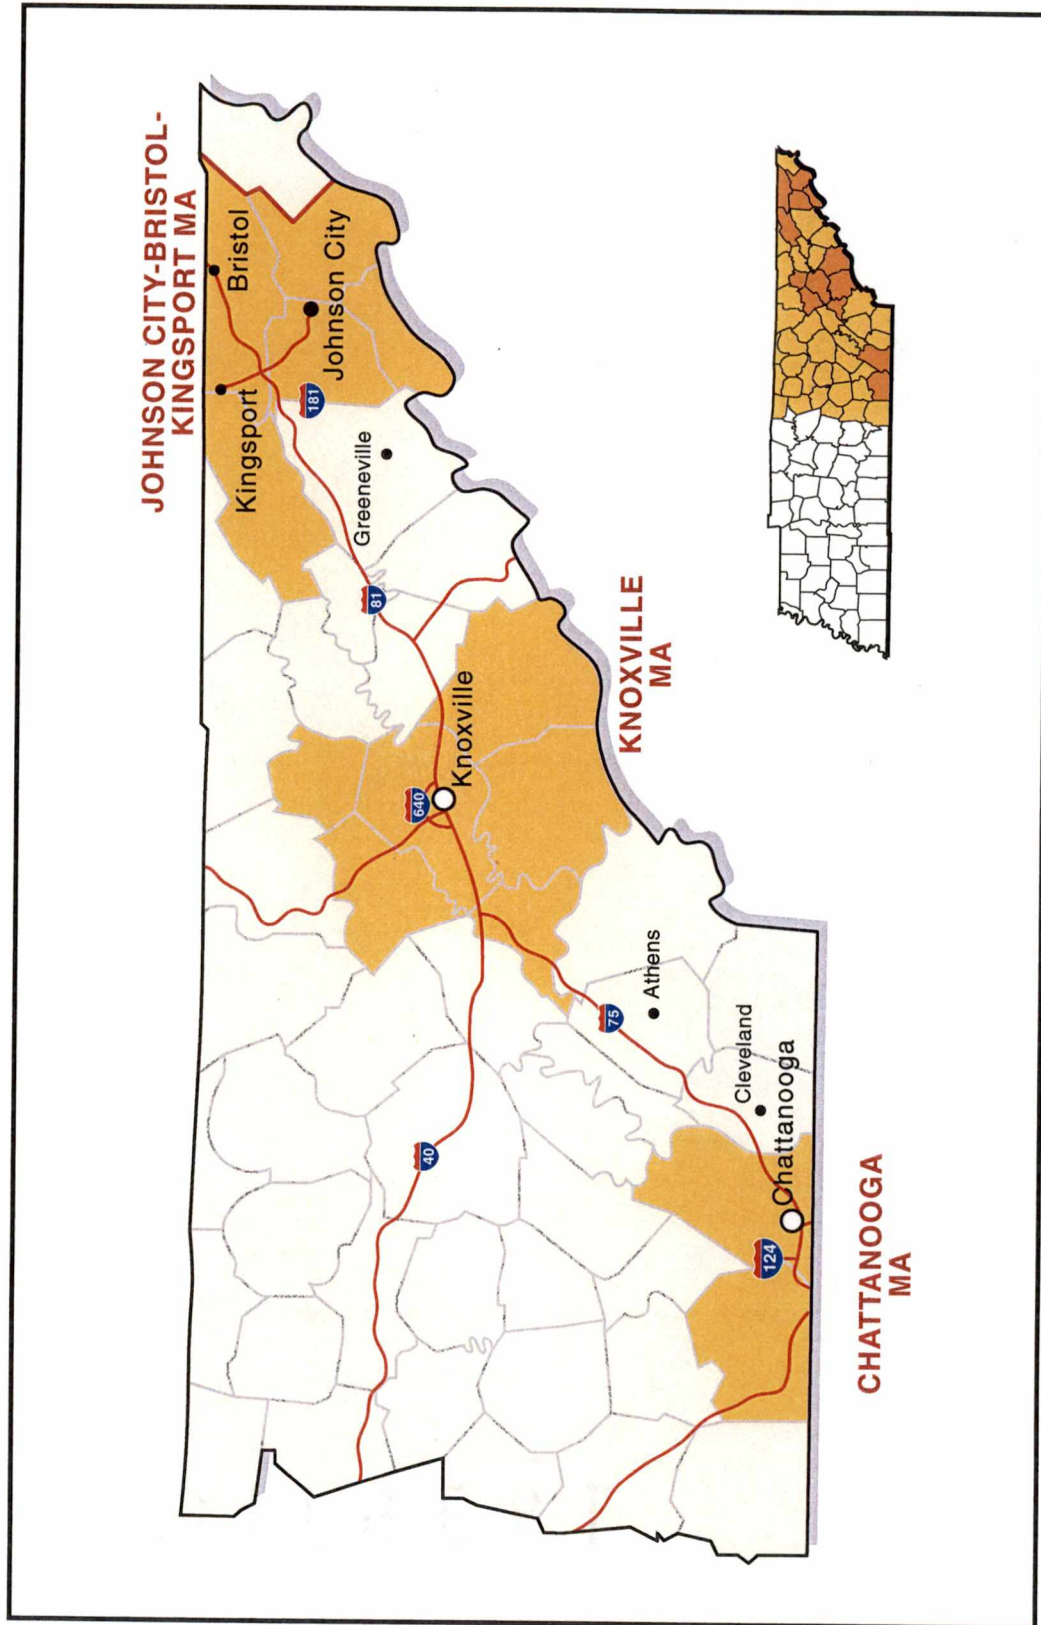 JOHNSON CITY-BRISTOL-
KINGSPORT MA
Bristol
Johnson City
Kingsport
181
Greeneville
81
KNOXVILLE
MA
Knoxville
640
75
Athens
Cleveland
Chattanooga
40
124
CHATTANOOGA
MA